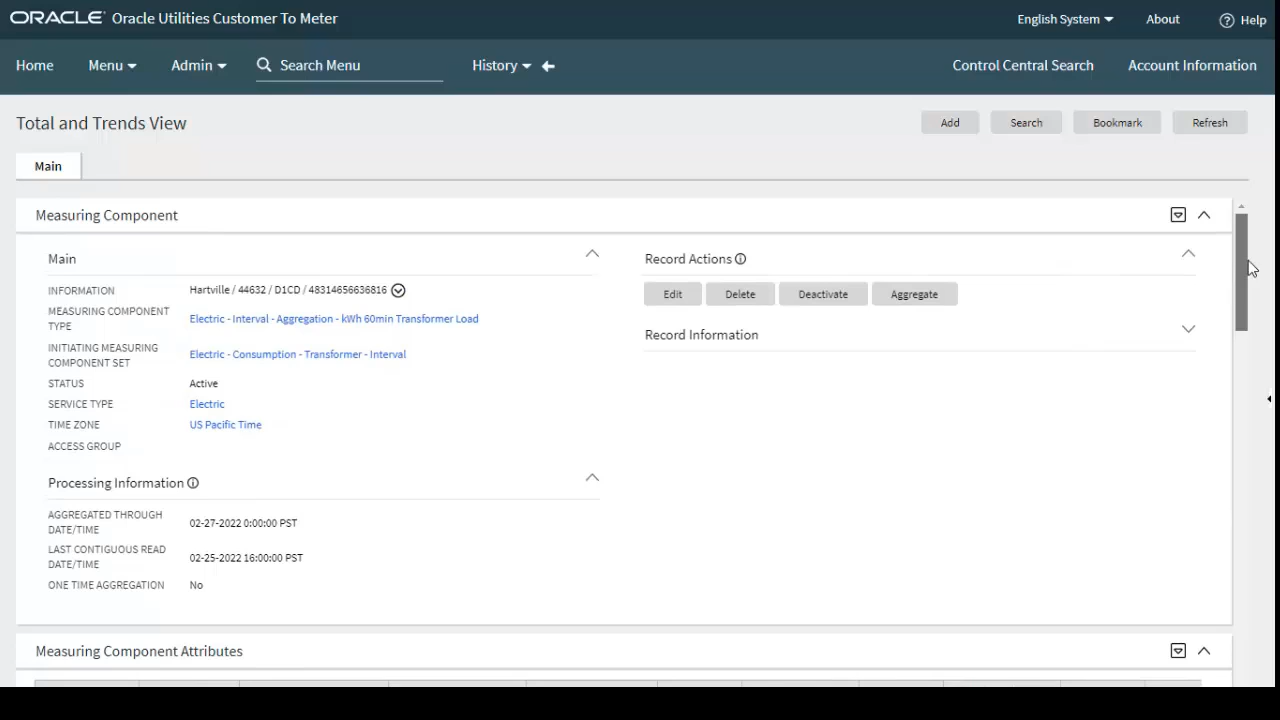 ORACLE Oracle Utilities Customer To Meter English System About Help
Home Menu Admin Search Menu History Control Central Search Account Information
Total and Trends View Add Search Bookmark Refresh
Main
Measuring Component
Main
INFORMATION Hartville / 44632 / D1CD / 48314656636816
MEASURING COMPONENT
TYPE Electric - Interval - Aggregation - kWh 60min Transformer Load
INITIATING MEASURING
COMPONENT SET Electric - Consumption - Transformer - Interval
STATUS Active
SERVICE TYPE Electric
TIME ZONE US Pacific Time
ACCESS GROUP
Processing Information
AGGREGATED THROUGH
DATE/TIME 02-27-2022 0:00:00 PST
LAST CONTIGUOUS READ
DATE/TIME 02-25-2022 16:00:00 PST
ONE TIME AGGREGATION No
Record Actions
Edit Delete Deactivate Aggregate
Record Information
Measuring Component Attributes